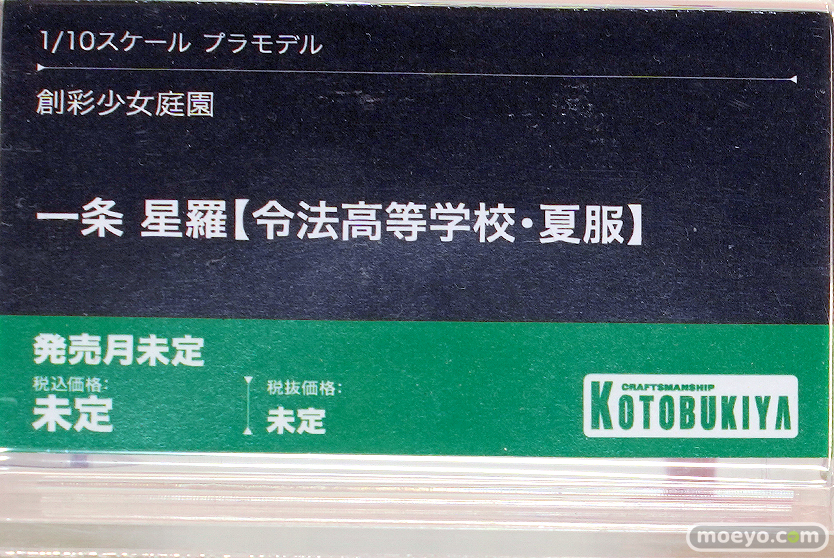 1/10スケール プラモデル
創彩少女庭園
一条 星羅【令法高等学校・夏服】
発売月未定
税込価格：
未定
税抜価格：
未定
CRAFTSMANSHIP
KOTOBUKIYA
moeyo.com